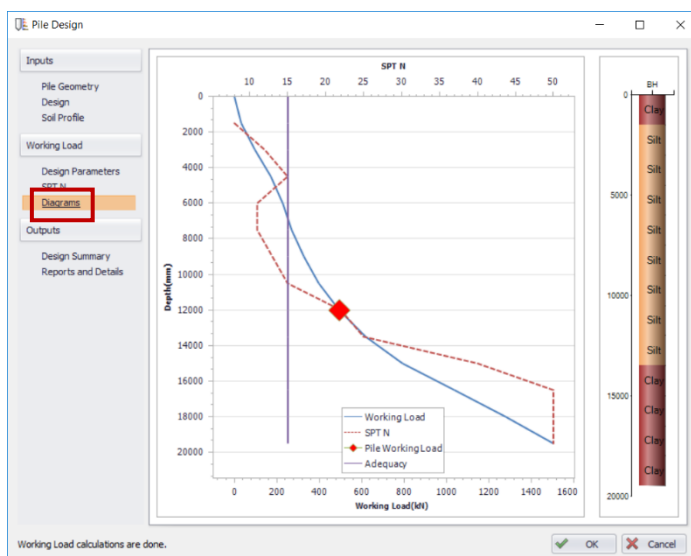 Pile Design
Inputs
Pile Geometry
Design
Soil Profile
Working Load
Design Parameters
SPT N
Diagrams
Outputs
Design Summary
Reports and Details
SPT N
10 15 20 25 30 35 40 45 50
0
2000
4000
6000
8000
10000
12000
14000
16000
18000
20000
Depth(mm)
Working Load
SPT N
Pile Working Load
Adequacy
0 200 400 600 800 1000 1200 1400 1600
Working Load(kN)
BH
0
5000
10000
15000
20000
Clay
Silt
Silt
Silt
Silt
Silt
Silt
Silt
Silt
Clay
Clay
Clay
Clay
Working Load calculations are done.
OK
Cancel